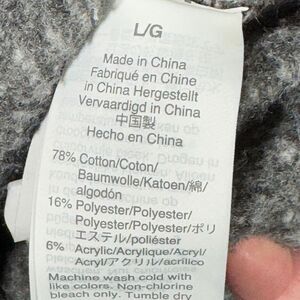 L/G
Made in China
Fabriqué en Chine
in China Hergestellt
Vervaardigd in China
中国製
Hecho en China
78% Cotton/Coton/
Baumwolle/Katoen/綿/
algodón
16% Polyester/Polyester/
Polyester/Polyester/ポリ
エステル/poliéster
6% Acrylic/Acrylique/Acryl/
Acryl/アクリル/acrílico
Machine wash cold with
like colors. Non-chlorine
bleach only. Tumble dry